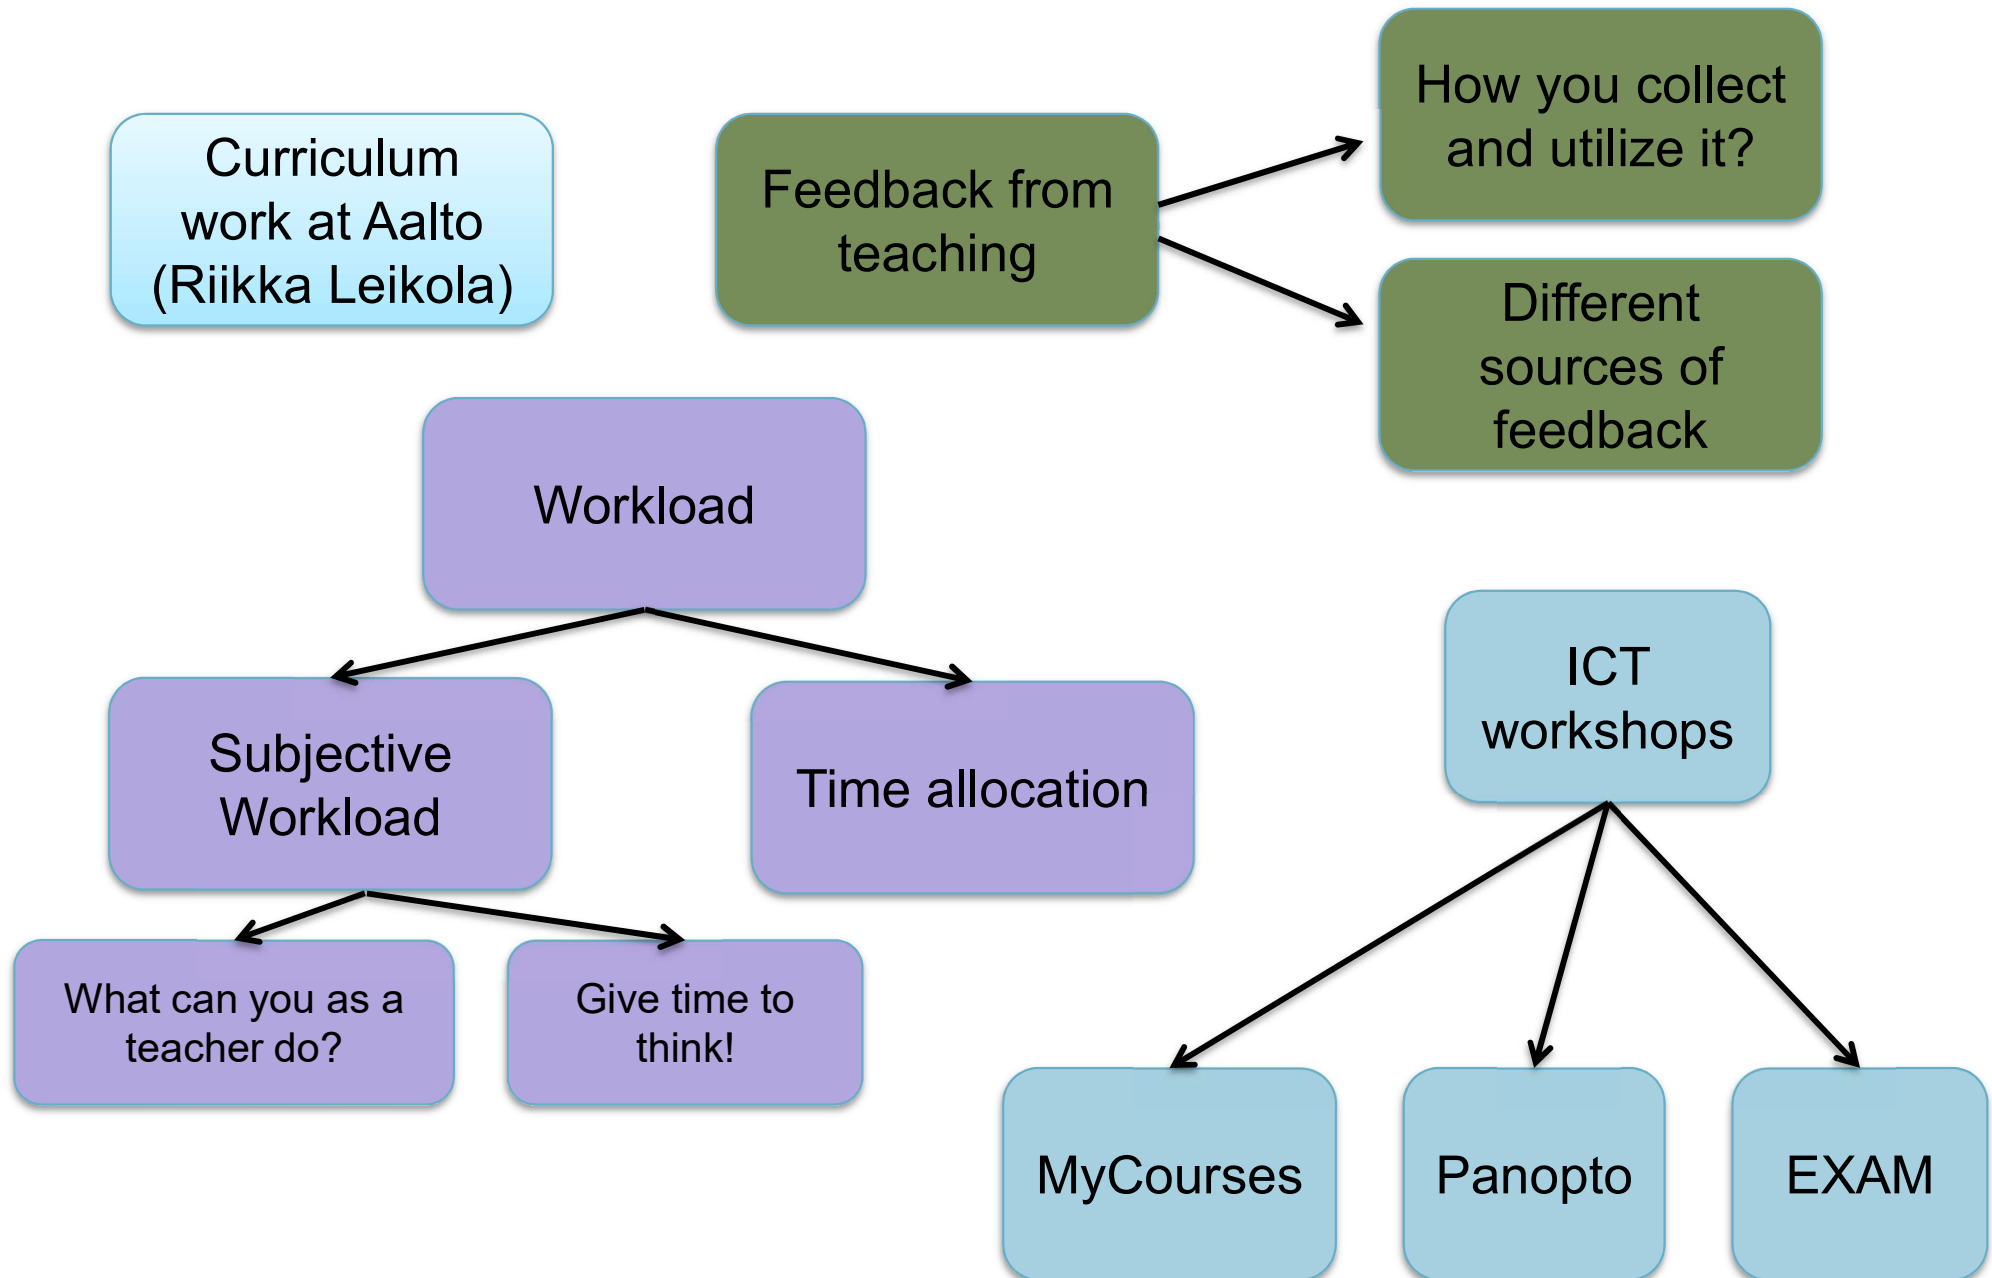 Curriculum
work at Aalto
(Riikka Leikola)
Feedback from
teaching
How you collect
and utilize it?
Different
sources of
feedback
Workload
Subjective
Workload
Time allocation
What can you as a
teacher do?
Give time to
think!
ICT
workshops
MyCourses
Panopto
EXAM